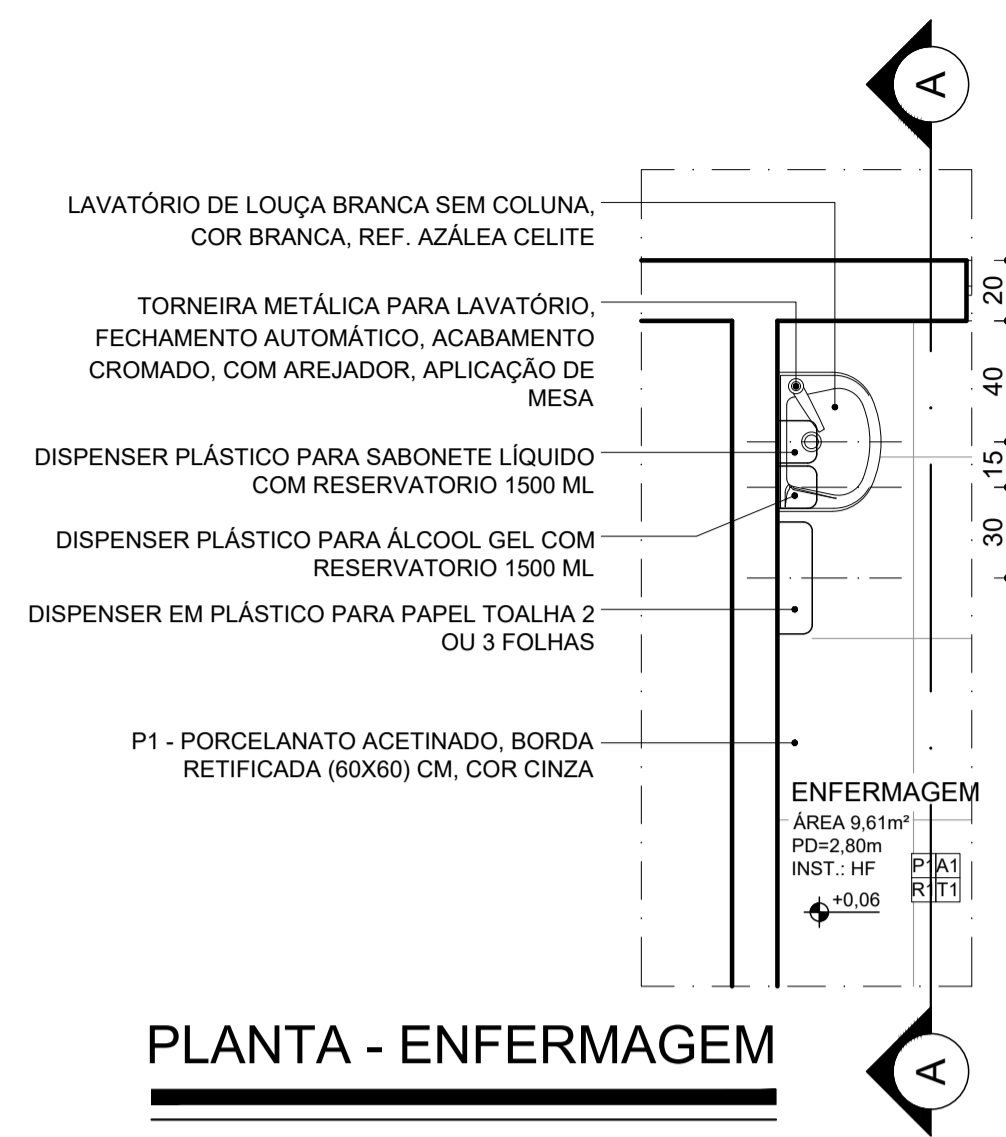 A
LAVATÓRIO DE LOUÇA BRANCA SEM COLUNA,
COR BRANCA, REF. AZÁLEA CELITE
TORNEIRA METÁLICA PARA LAVATÓRIO,
FECHAMENTO AUTOMÁTICO, ACABAMENTO
CROMADO, COM AREJADOR, APLICAÇÃO DE
MESA
DISPENSER PLÁSTICO PARA SABONETE LÍQUIDO
COM RESERVATORIO 1500 ML
DISPENSER PLÁSTICO PARA ÁLCOOL GEL COM
RESERVATORIO 1500 ML
DISPENSER EM PLÁSTICO PARA PAPEL TOALHA 2
OU 3 FOLHAS
P1 - PORCELANATO ACETINADO, BORDA
RETIFICADA (60X60) CM, COR CINZA
20
40
15
30
ENFERMAGEM
ÁREA 9,61m²
PD=2,80m
INST.: HF
P1 A1
R1 T1
+0,06
PLANTA - ENFERMAGEM
A